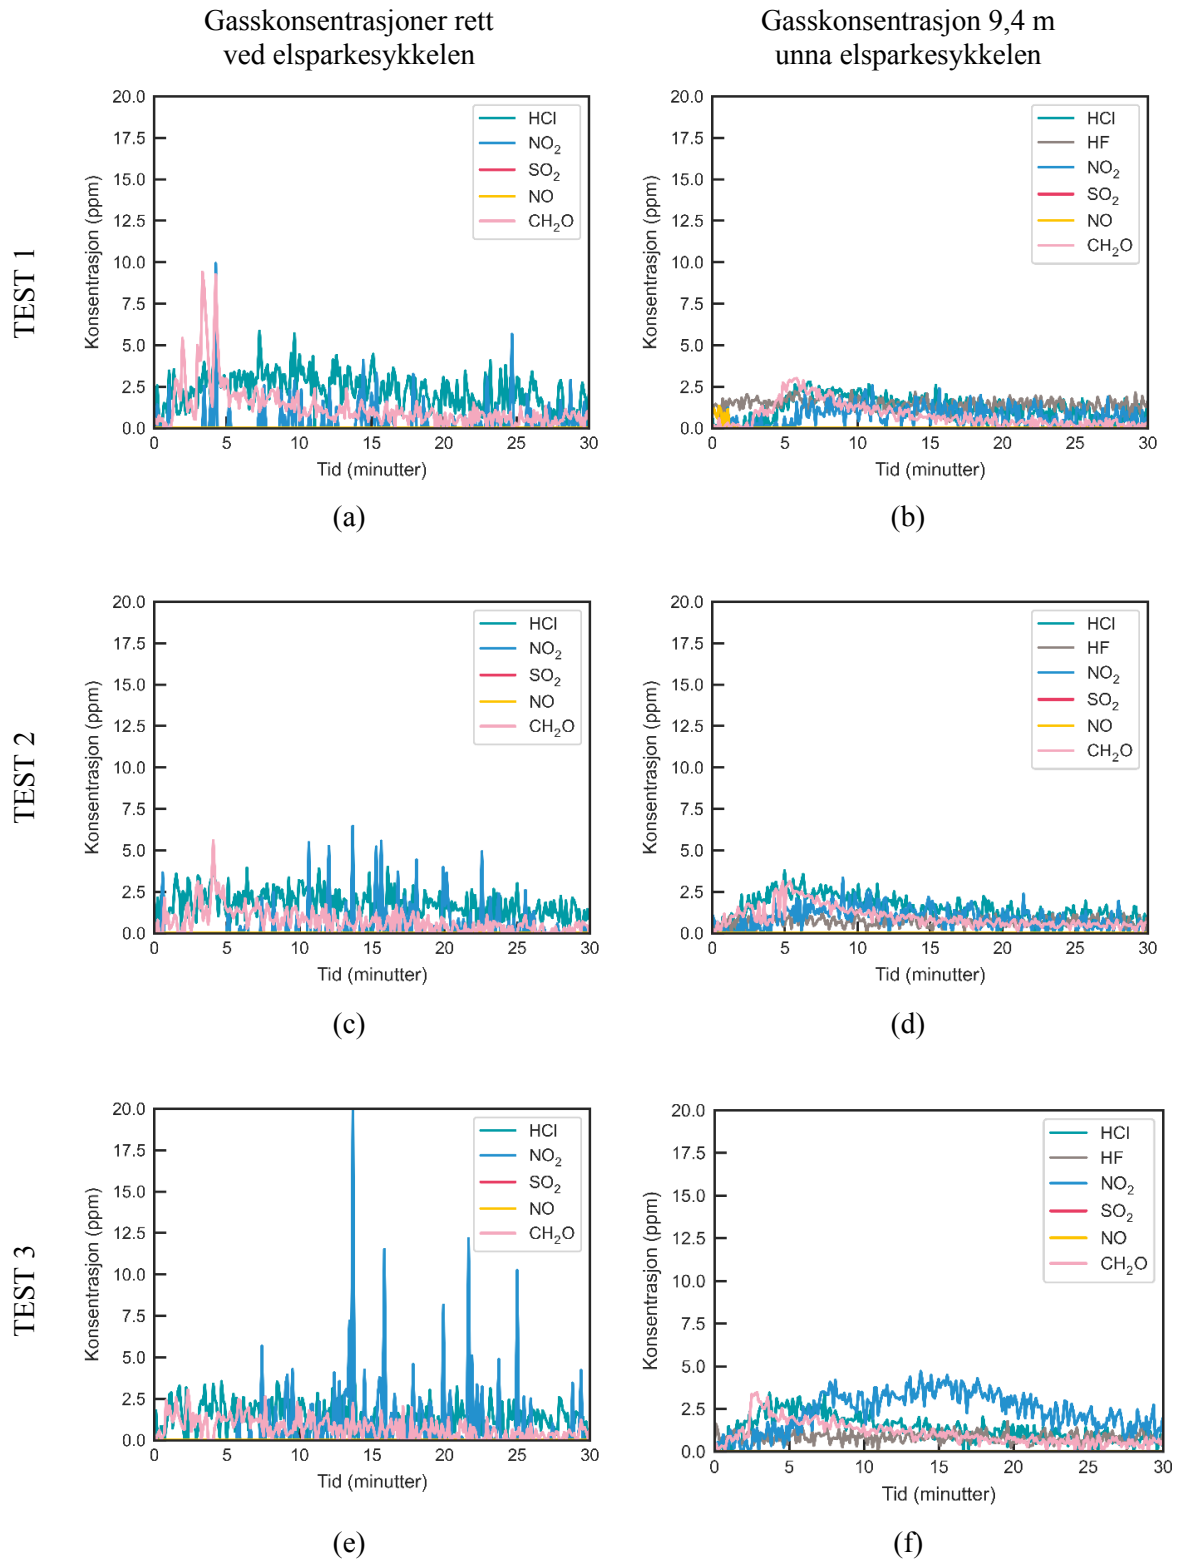 Gasskonsentrasjoner rett
ved elsparkesykkelen
Gasskonsentrasjon 9,4 m
unna elsparkesykkelen
TEST 1
Konsentrasjon (ppm)
20.0
17.5
15.0
12.5
10.0
7.5
5.0
2.5
0.0
0 5 10 15 20 25 30
Tid (minutter)
HCl
NO₂
SO₂
NO
CH₂O
(a)
Konsentrasjon (ppm)
20.0
17.5
15.0
12.5
10.0
7.5
5.0
2.5
0.0
0 5 10 15 20 25 30
Tid (minutter)
HCl
HF
NO₂
SO₂
NO
CH₂O
(b)
TEST 2
Konsentrasjon (ppm)
20.0
17.5
15.0
12.5
10.0
7.5
5.0
2.5
0.0
0 5 10 15 20 25 30
Tid (minutter)
HCl
NO₂
SO₂
NO
CH₂O
(c)
Konsentrasjon (ppm)
20.0
17.5
15.0
12.5
10.0
7.5
5.0
2.5
0.0
0 5 10 15 20 25 30
Tid (minutter)
HCl
HF
NO₂
SO₂
NO
CH₂O
(d)
TEST 3
Konsentrasjon (ppm)
20.0
17.5
15.0
12.5
10.0
7.5
5.0
2.5
0.0
0 5 10 15 20 25 30
Tid (minutter)
HCl
NO₂
SO₂
NO
CH₂O
(e)
Konsentrasjon (ppm)
20.0
17.5
15.0
12.5
10.0
7.5
5.0
2.5
0.0
0 5 10 15 20 25 30
Tid (minutter)
HCl
HF
NO₂
SO₂
NO
CH₂O
(f)